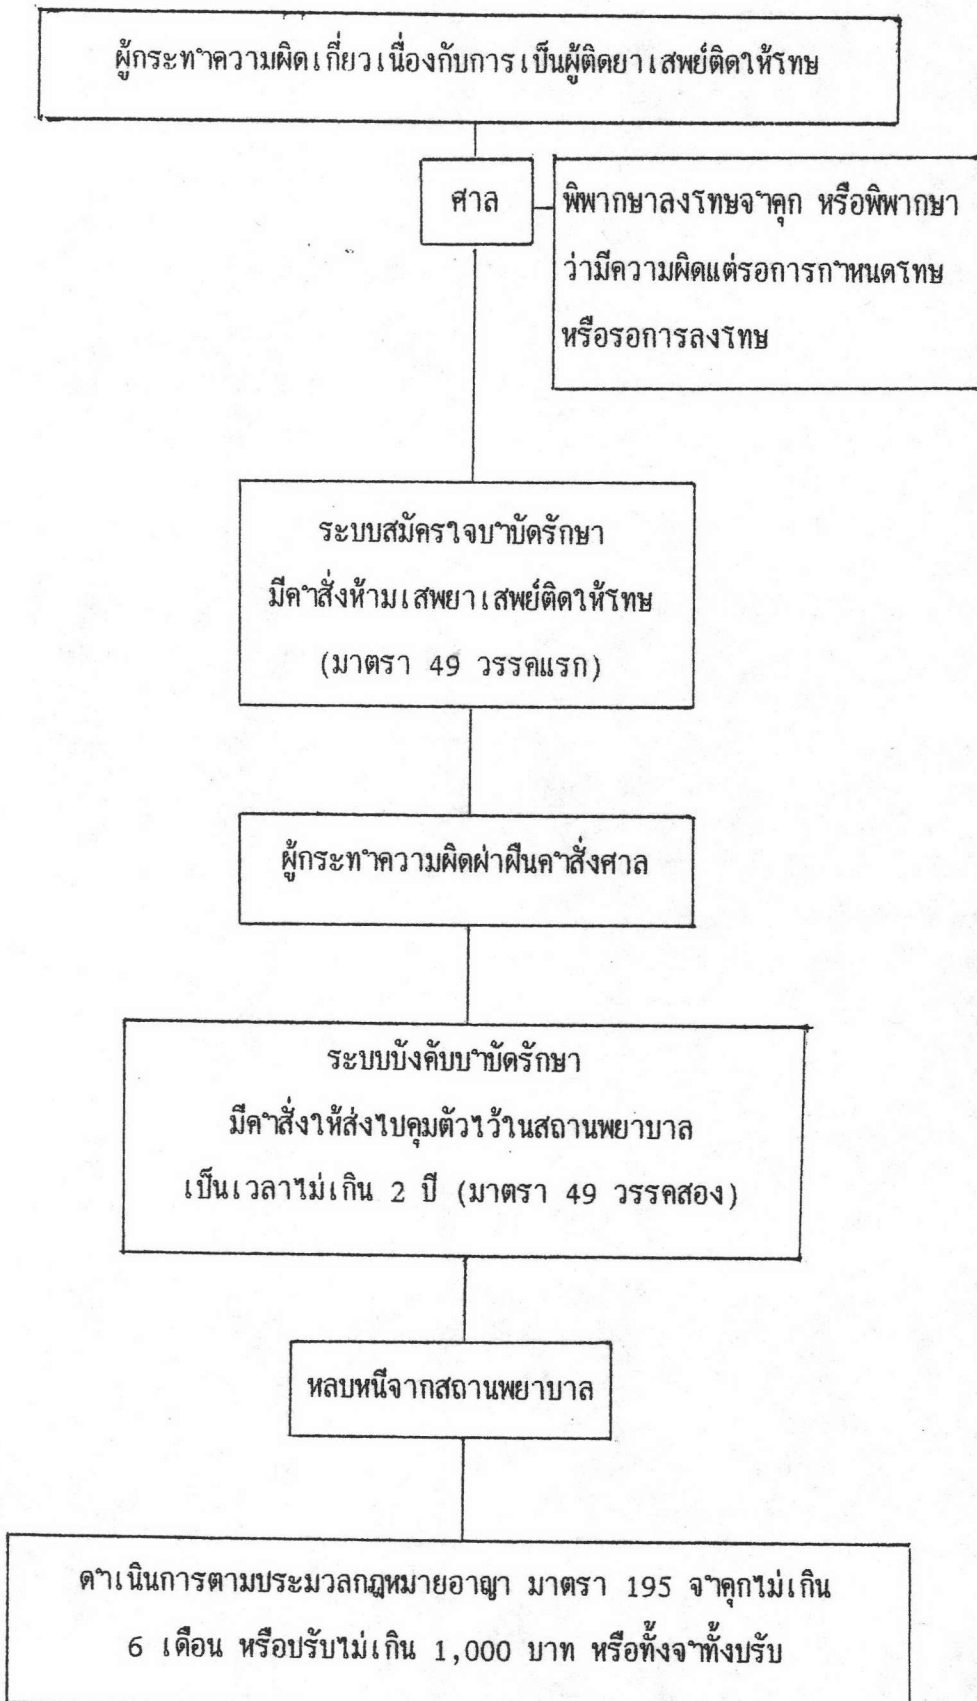 ผู้กระทำความผิดเกี่ยวเนื่องกับการเป็นผู้ติดยาเสพย์ติดให้โทษ
ศาล
พิพากษาลงโทษจำคุก หรือพิพากษา
ว่ามีความผิดแต่รอการกำหนดโทษ
หรือรอการลงโทษ
ระบบสมัครใจบำบัดรักษา
มีคำสั่งห้ามเสพยาเสพย์ติดให้โทษ
(มาตรา 49 วรรคแรก)
ผู้กระทำความผิดฝ่าฝืนคำสั่งศาล
ระบบบังคับบำบัดรักษา
มีคำสั่งให้ส่งไปคุมตัวไว้ในสถานพยาบาล
เป็นเวลาไม่เกิน 2 ปี (มาตรา 49 วรรคสอง)
หลบหนีจากสถานพยาบาล
ดำเนินการตามประมวลกฎหมายอาญา มาตรา 195 จำคุกไม่เกิน
6 เดือน หรือปรับไม่เกิน 1,000 บาท หรือทั้งจำทั้งปรับ